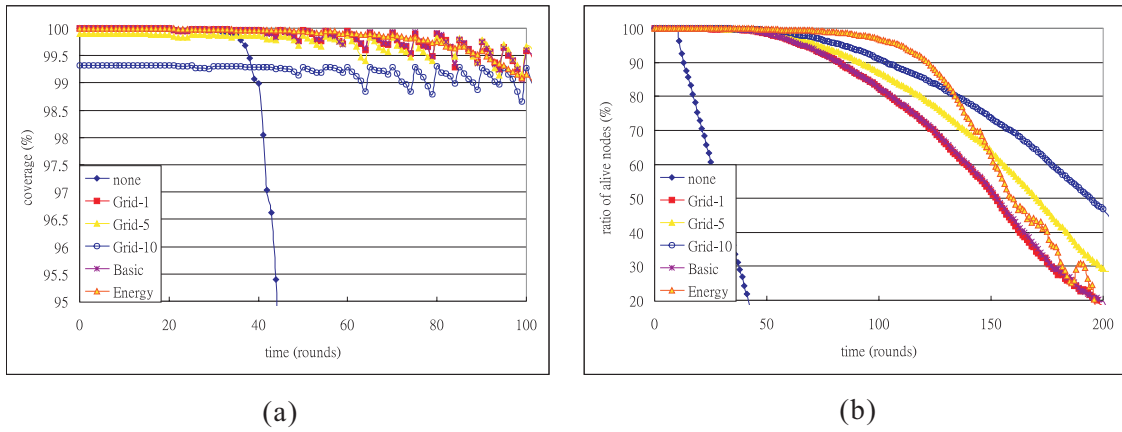 100
99.5
99
98.5
98
97.5
97
96.5
96
95.5
95
coverage (%)
none
Grid-1
Grid-5
Grid-10
Basic
Energy
0 20 40 60 80 100
time (rounds)
(a)
100
90
80
70
60
50
40
30
20
ratio of alive nodes (%)
none
Grid-1
Grid-5
Grid-10
Basic
Energy
0 50 100 150 200
time (rounds)
(b)